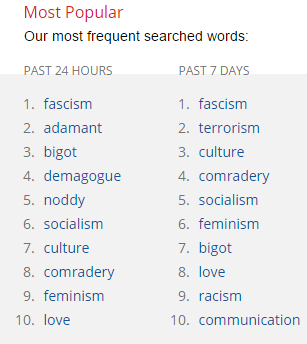 Most Popular
Our most frequent searched words:
PAST 24 HOURS
1. fascism
2. adamant
3. bigot
4. demagogue
5. noddy
6. socialism
7. culture
8. comradery
9. feminism
10. love
PAST 7 DAYS
1. fascism
2. terrorism
3. culture
4. comradery
5. socialism
6. feminism
7. bigot
8. love
9. racism
10. communication